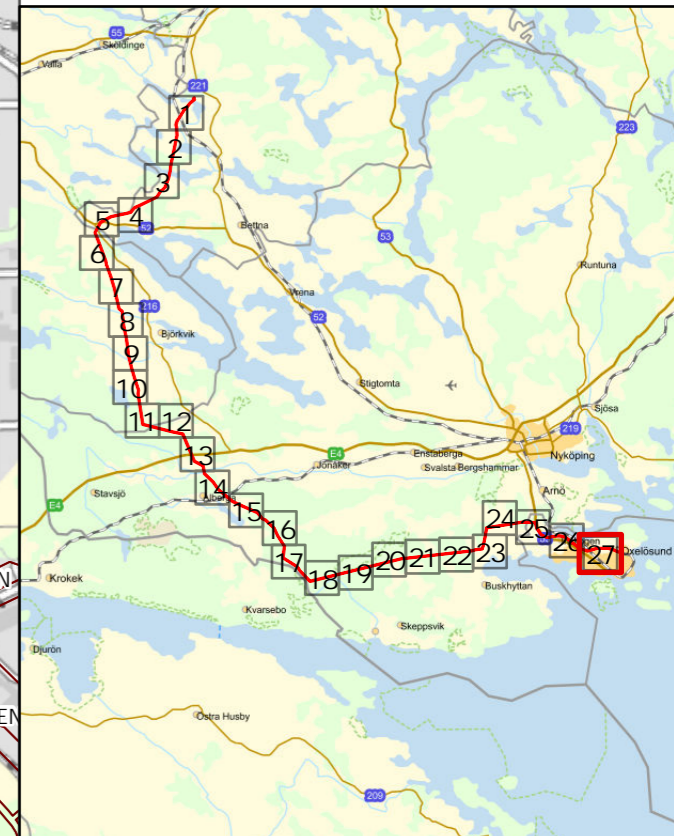 55
Sköldinge
Valla
221
1
2
223
3
4
5
52
Bettna
53
6
Runtuna
7
Vrena
216
8
52
Björkvik
9
10
Stigtomta
Sjösa
11
12
219
E4
Enstaberga
Nyköping
13
Jönåker
Svalsta
Bergshammar
14
Stavsjö
Ålberga
Arnö
E4
15
24
25
16
26
27
Oxelösund
17
20
21
22
23
N
Krokek
18
19
Buskhyttan
Kvarsebo
Skeppsvik
Djurön
EN
Östra Husby
209